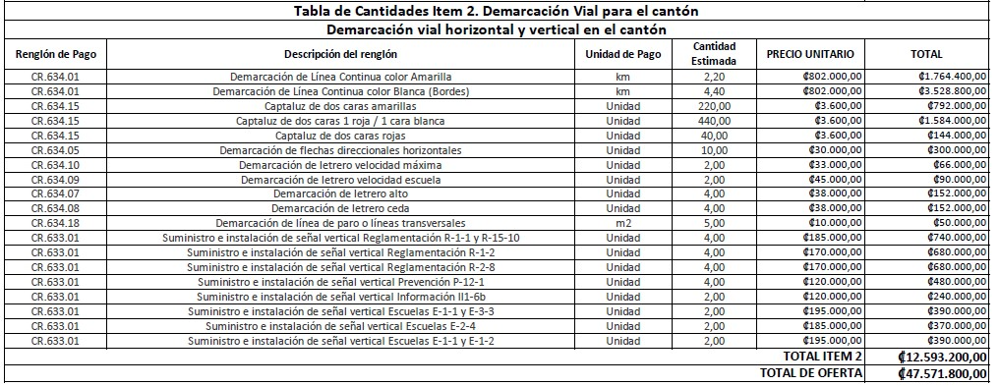 Tabla de Cantidades Item 2. Demarcación Vial para el cantón
Demarcación vial horizontal y vertical en el cantón
Renglón de Pago Descripción del renglón Unidad de Pago Cantidad Estimada PRECIO UNITARIO TOTAL
CR.634.01 Demarcación de Línea Continua color Amarilla km 2,20 ₡802.000,00 ₡1.764.400,00
CR.634.01 Demarcación de Línea Continua color Blanca (Bordes) km 4,40 ₡802.000,00 ₡3.528.800,00
CR.634.15 Captaluz de dos caras amarillas Unidad 220,00 ₡3.600,00 ₡792.000,00
CR.634.15 Captaluz de dos caras 1 roja / 1 cara blanca Unidad 440,00 ₡3.600,00 ₡1.584.000,00
CR.634.15 Captaluz de dos caras rojas Unidad 40,00 ₡3.600,00 ₡144.000,00
CR.634.05 Demarcación de flechas direccionales horizontales Unidad 10,00 ₡30.000,00 ₡300.000,00
CR.634.10 Demarcación de letrero velocidad máxima Unidad 2,00 ₡33.000,00 ₡66.000,00
CR.634.09 Demarcación de letrero velocidad escuela Unidad 2,00 ₡45.000,00 ₡90.000,00
CR.634.07 Demarcación de letrero alto Unidad 4,00 ₡38.000,00 ₡152.000,00
CR.634.08 Demarcación de letrero ceda Unidad 4,00 ₡38.000,00 ₡152.000,00
CR.634.18 Demarcación de línea de paro o líneas transversales m2 5,00 ₡10.000,00 ₡50.000,00
CR.633.01 Suministro e instalación de señal vertical Reglamentación R-1-1 y R-15-10 Unidad 4,00 ₡185.000,00 ₡740.000,00
CR.633.01 Suministro e instalación de señal vertical Reglamentación R-1-2 Unidad 4,00 ₡170.000,00 ₡680.000,00
CR.633.01 Suministro e instalación de señal vertical Reglamentación R-2-8 Unidad 4,00 ₡170.000,00 ₡680.000,00
CR.633.01 Suministro e instalación de señal vertical Prevención P-12-1 Unidad 4,00 ₡120.000,00 ₡480.000,00
CR.633.01 Suministro e instalación de señal vertical Información II1-6b Unidad 2,00 ₡120.000,00 ₡240.000,00
CR.633.01 Suministro e instalación de señal vertical Escuelas E-1-1 y E-3-3 Unidad 2,00 ₡195.000,00 ₡390.000,00
CR.633.01 Suministro e instalación de señal vertical Escuelas E-2-4 Unidad 2,00 ₡185.000,00 ₡370.000,00
CR.633.01 Suministro e instalación de señal vertical Escuelas E-1-1 y E-1-2 Unidad 2,00 ₡195.000,00 ₡390.000,00
TOTAL ITEM 2 ₡12.593.200,00
TOTAL DE OFERTA ₡47.571.800,00